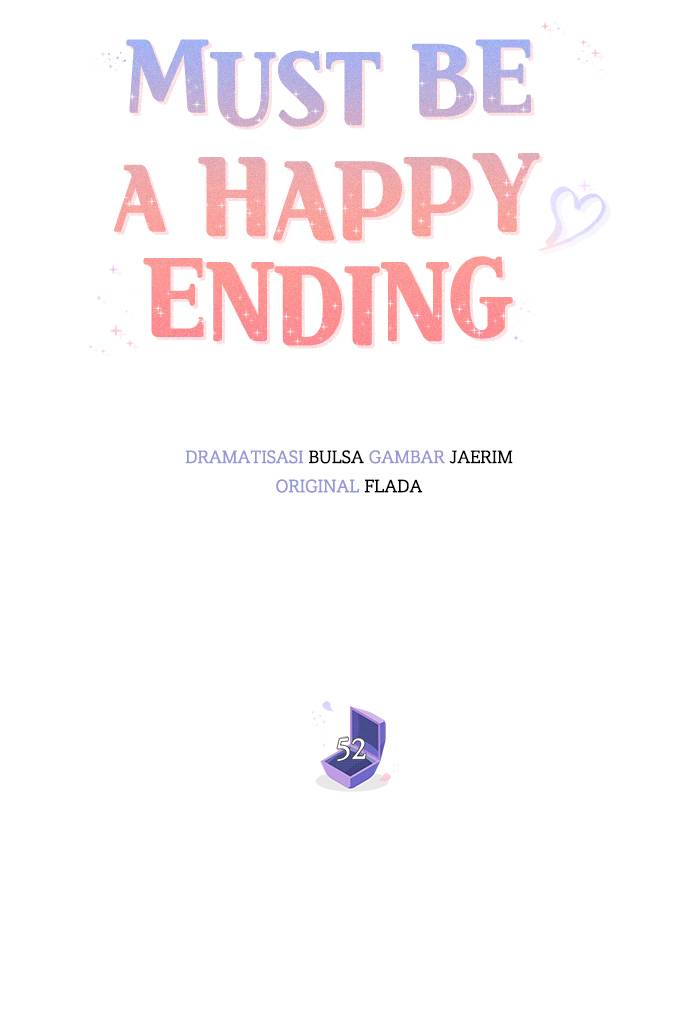 MUST BE
A HAPPY
ENDING
DRAMATISASI BULSA GAMBAR JAERIM
ORIGINAL FLADA
52